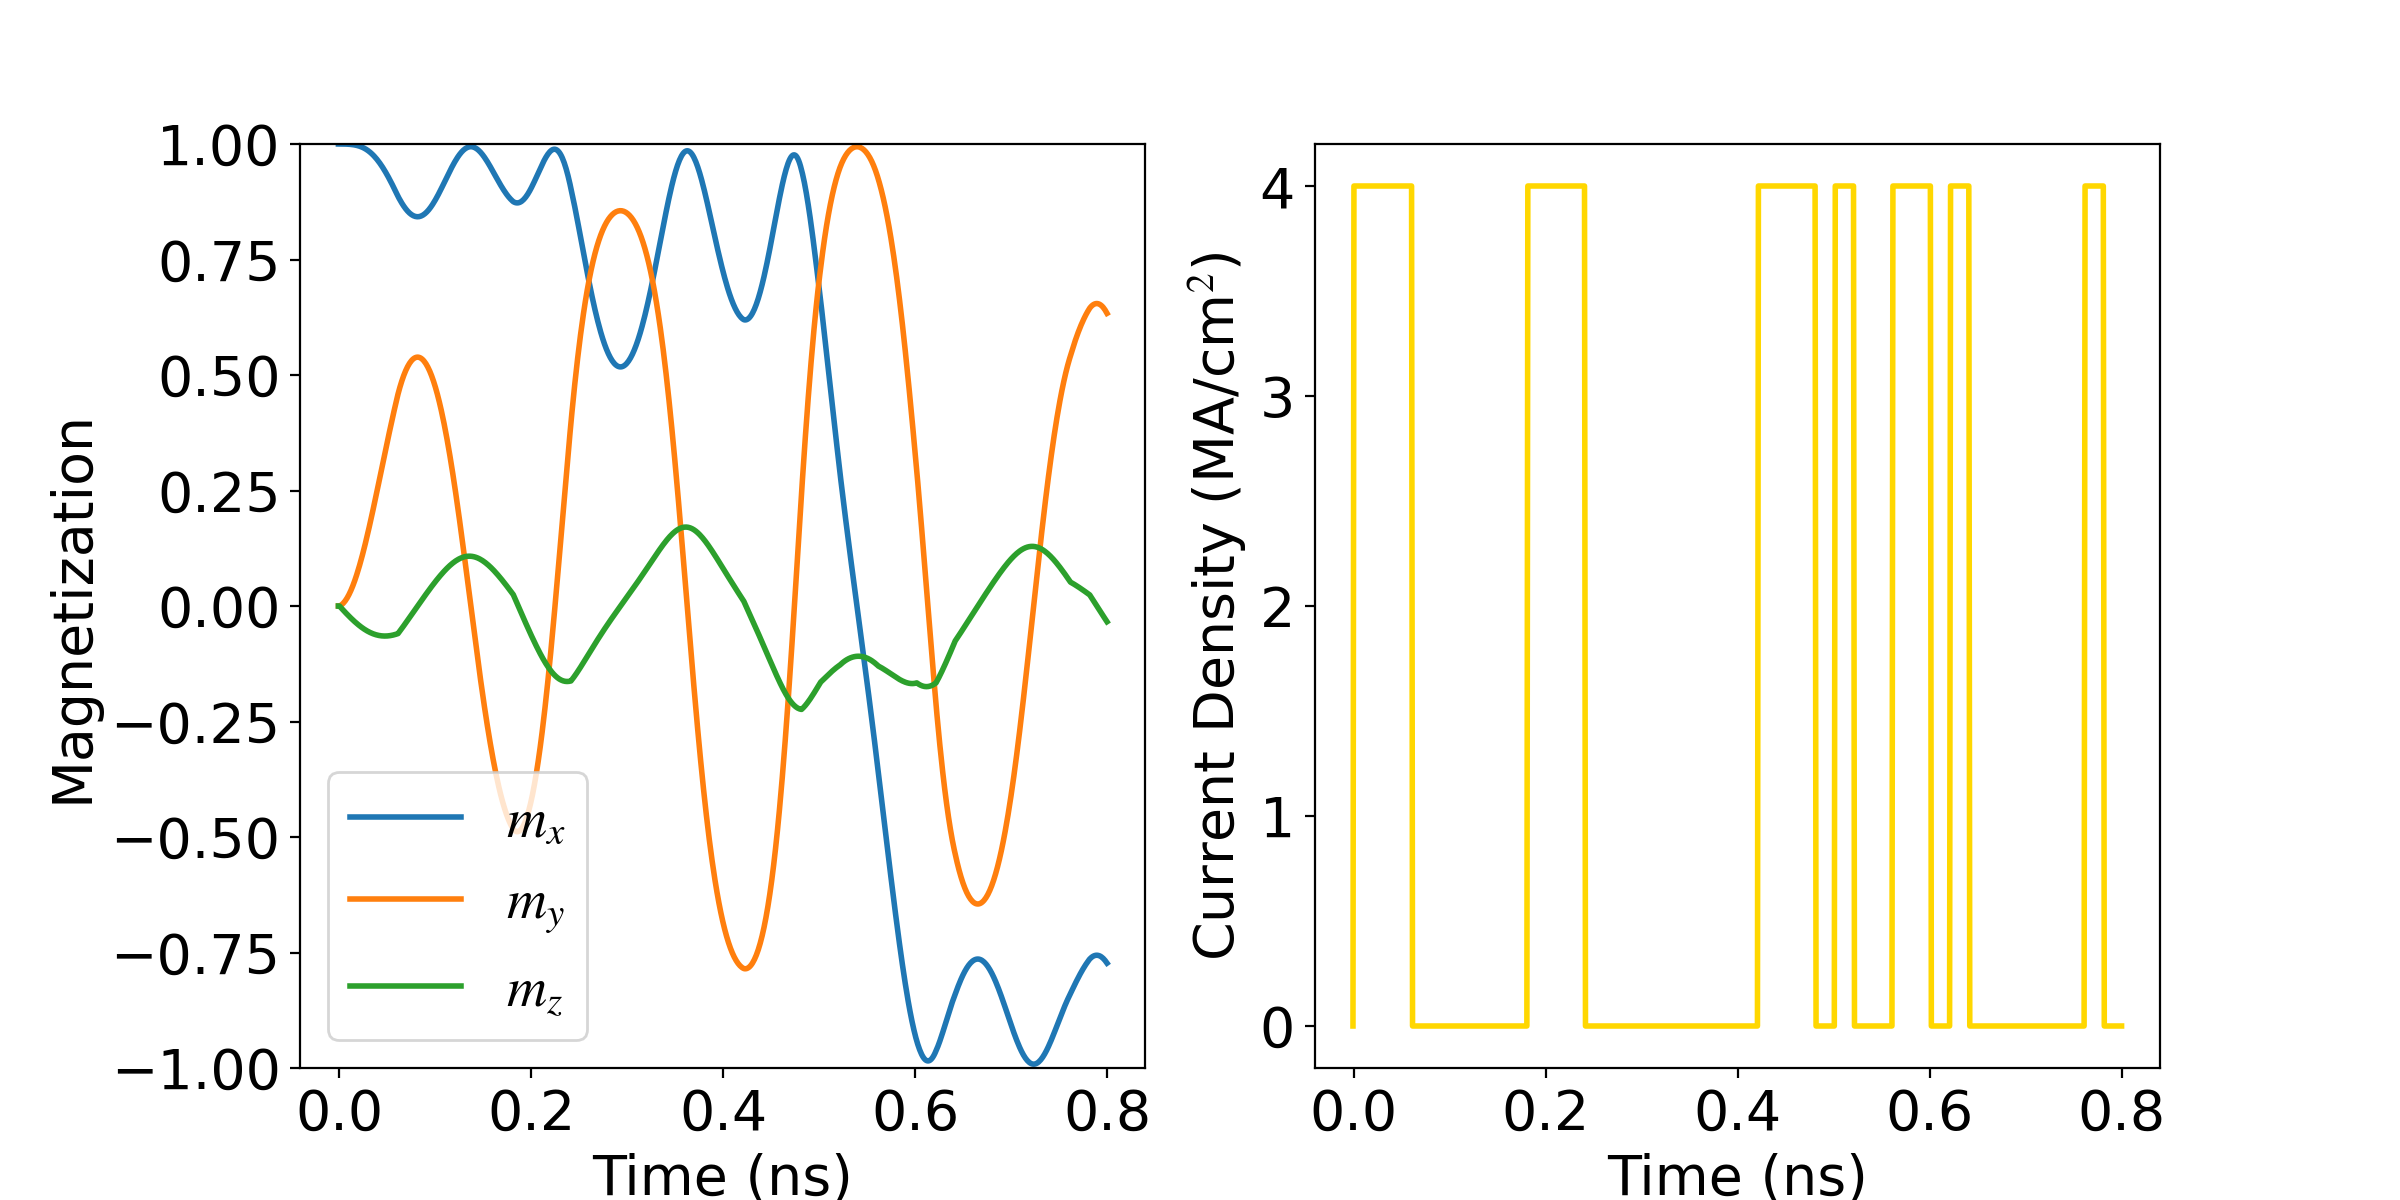 Magnetization
1.00
0.75
0.50
0.25
0.00
−0.25
−0.50
−0.75
−1.00
m_x
m_y
m_z
0.0 0.2 0.4 0.6 0.8
Time (ns)
Current Density (MA/cm²)
4
3
2
1
0
0.0 0.2 0.4 0.6 0.8
Time (ns)